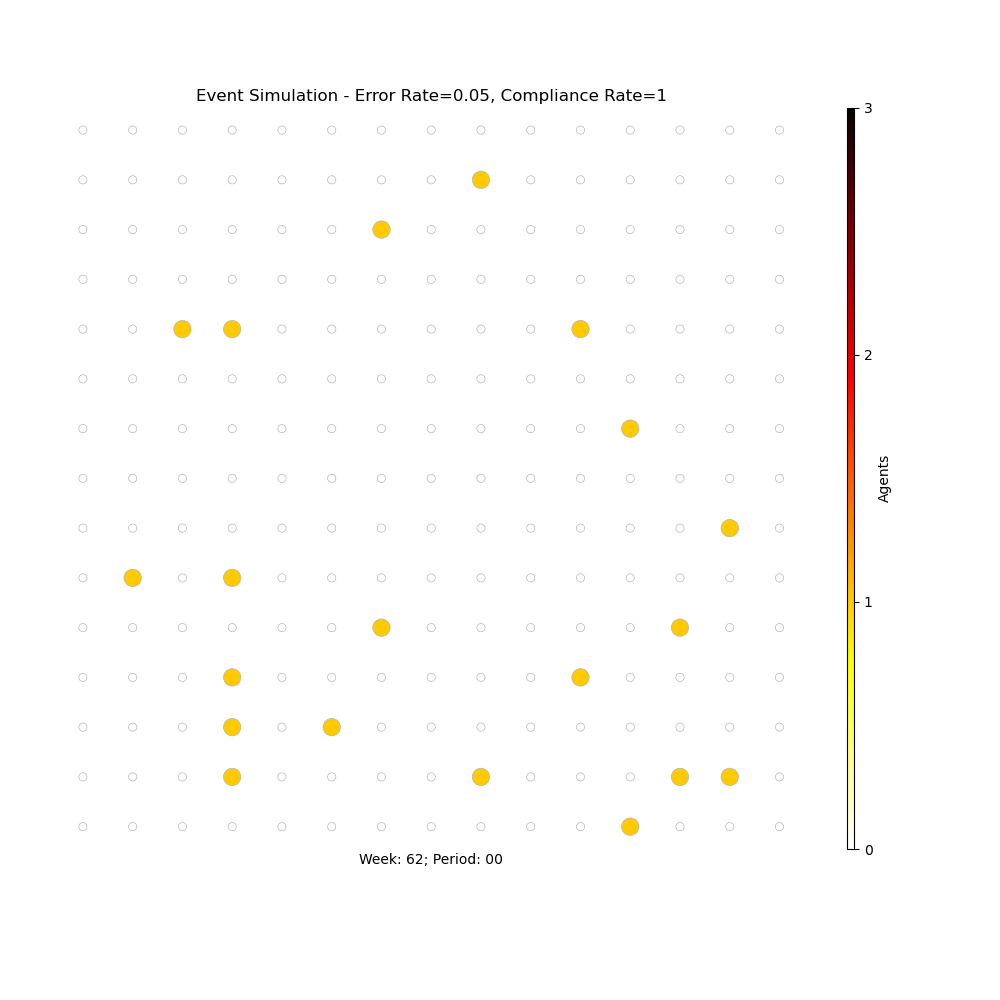 Event Simulation - Error Rate=0.05, Compliance Rate=1
3
2
Agents
1
0
Week: 62; Period: 00